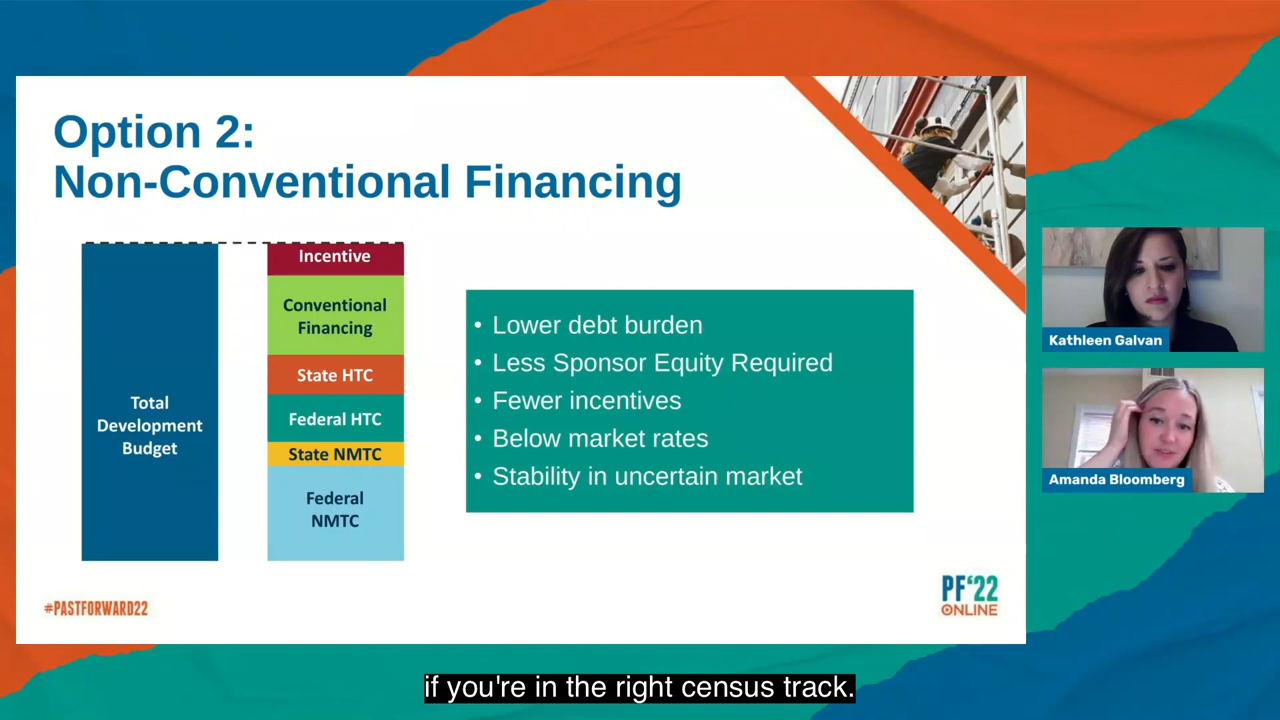 Option 2:
Non-Conventional Financing
Total
Development
Budget
Incentive
Conventional
Financing
State HTC
Federal HTC
State NMTC
Federal
NMTC
• Lower debt burden
• Less Sponsor Equity Required
• Fewer incentives
• Below market rates
• Stability in uncertain market
#PASTFORWARD22
PF'22
ONLINE
Kathleen Galvan
Amanda Bloomberg
if you're in the right census track.